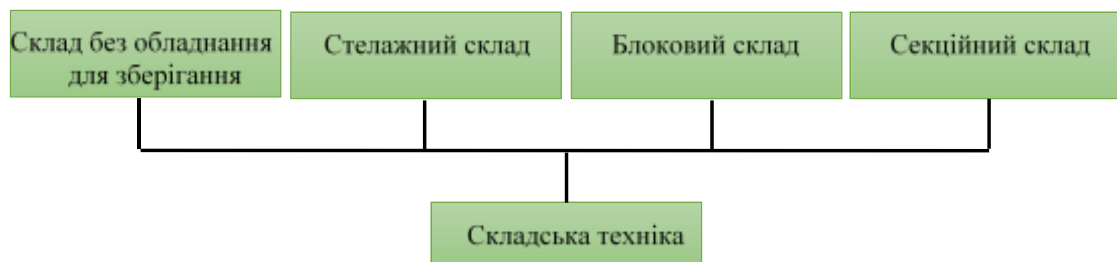 Склад без обладнання
для зберігання
Стелажний склад
Блоковий склад
Секційний склад
Складська техніка